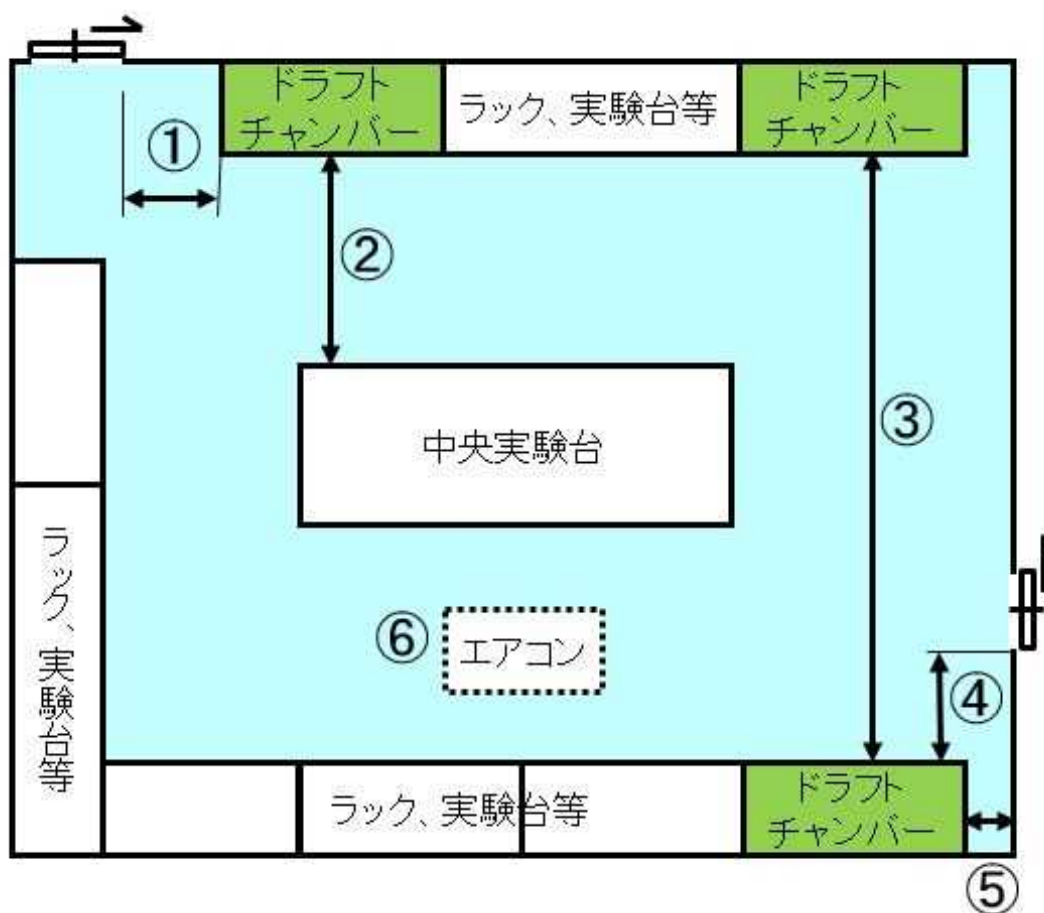 ドラフト
チャンバー
ラック、実験台等
ドラフト
チャンバー
①
②
③
中央実験台
⑥
エアコン
④
ラック、実験台等
ラック、実験台等
ドラフト
チャンバー
⑤